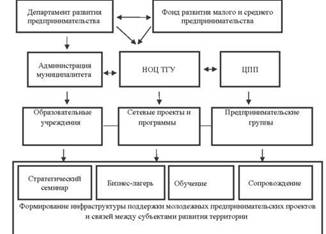 Департамент развития
предпринимательства
Фонд развития малого и среднего
предпринимательства
Администрация
муниципалитета
НОЦ ТГУ
ЦПП
Образовательные
учреждения
Сетевые проекты и
программы
Предпринимательские
группы
Стратегический
семинар
Бизнес-лагерь
Обучение
Сопровождение
Формирование инфраструктуры поддержки молодежных предпринимательских проектов
и связей между субъектами развития территории